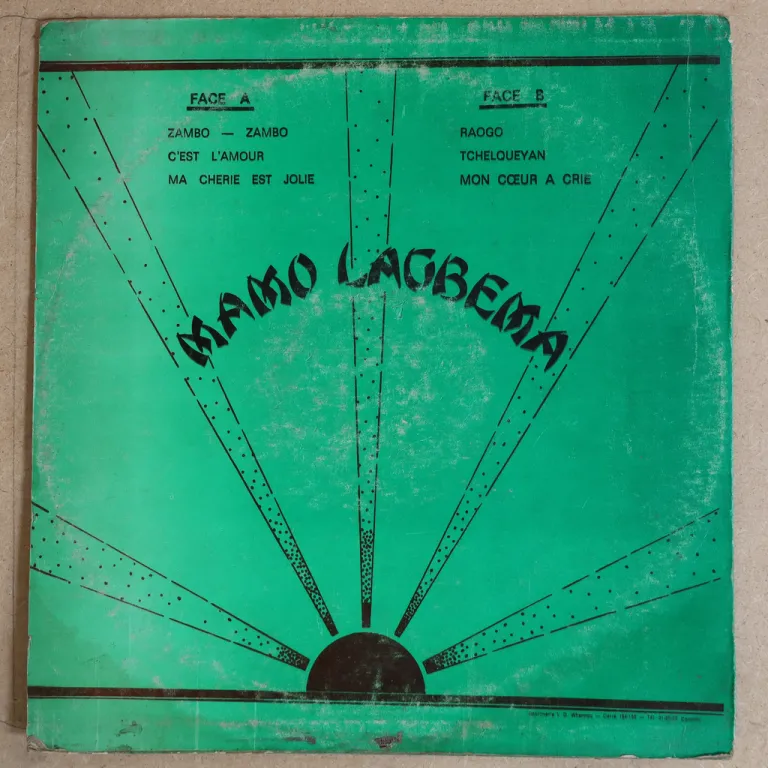 FACE A
ZAMBO — ZAMBO
C'EST L'AMOUR
MA CHERIE EST JOLIE
FACE B
RAOGO
TCHELOUEYAN
MON CŒUR A CRIE
MAMO LAGBEMA